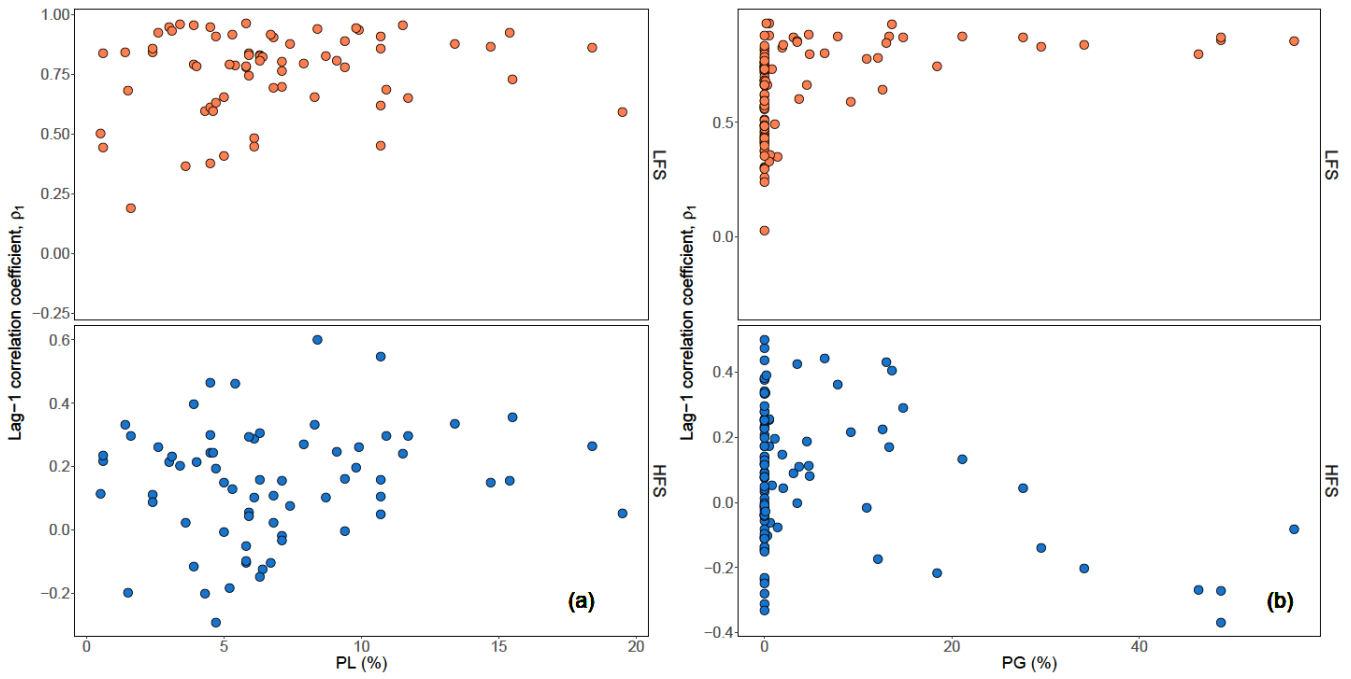 Lag−1 correlation coefficient, ρ1
1.00
0.75
0.50
0.25
0.00
−0.25
LFS
0.6
0.4
0.2
0.0
−0.2
HFS
(a)
0 5 10 15 20
PL (%)
Lag−1 correlation coefficient, ρ1
0.5
0.0
LFS
0.4
0.2
0.0
−0.2
−0.4
HFS
(b)
0 20 40
PG (%)